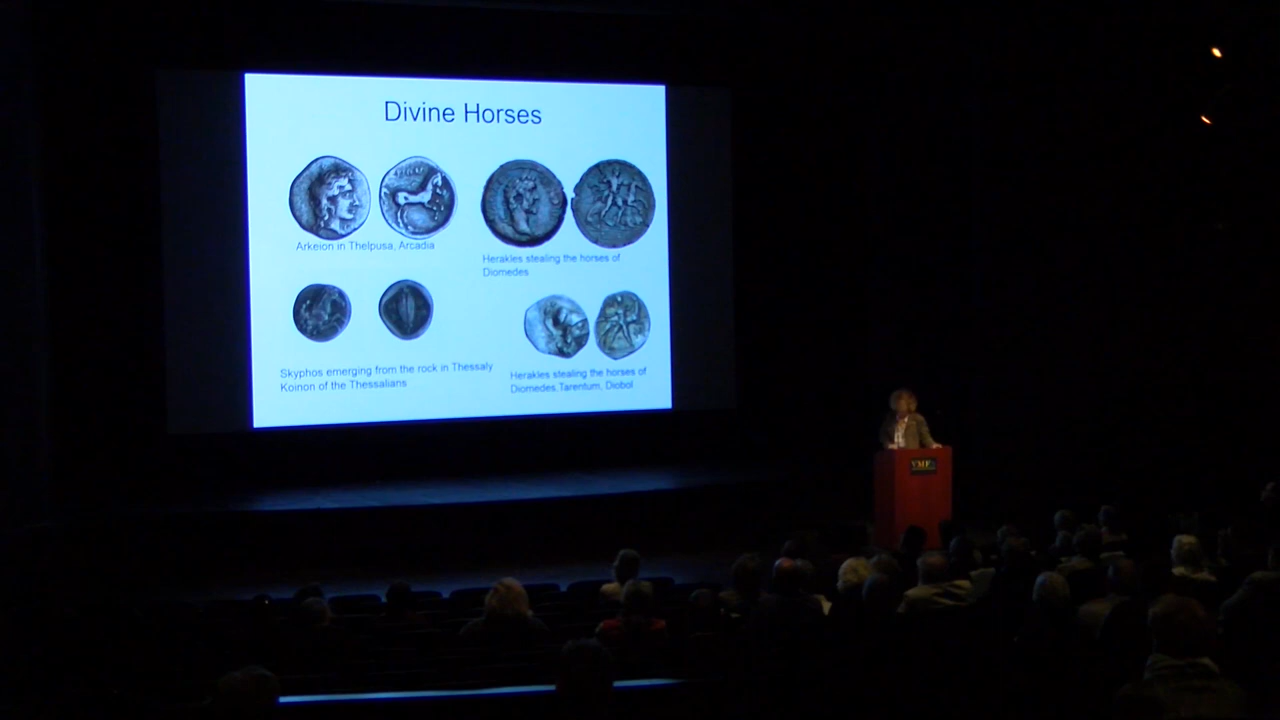 Divine Horses
Arkeion in Thelpusa, Arcadia
Herakles stealing the horses of
Diomedes
Skyphos emerging from the rock in Thessaly
Koinon of the Thessalians
Herakles stealing the horses of
Diomedes,Tarentum, Diobol
VMFA